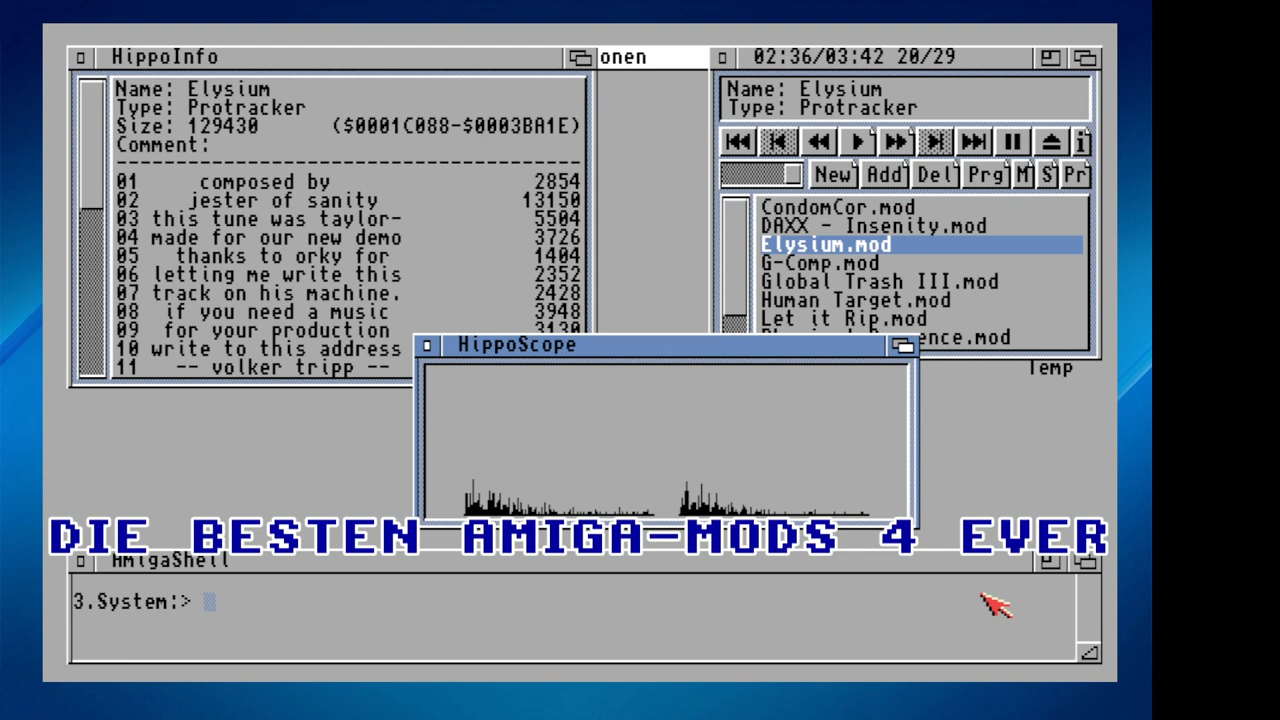 HippoInfo
Name: Elysium
Type: Protracker
Size: 129430 ($0001C088-$0003BA1E)
Comment:
----------------------------------------
01 composed by 2854
02 jester of sanity 13150
03 this tune was taylor- 5504
04 made for our new demo 3726
05 thanks to orky for 1404
06 letting me write this 2352
07 track on his machine. 2428
08 if you need a music 3948
09 for your production 3130
10 write to this address
11 -- volker tripp --
onen
02:36/03:42 20/29
Name: Elysium
Type: Protracker
i
New Add Del Prg M S Pr
CondomCor.mod
DAXX - Insenity.mod
Elysium.mod
G-Comp.mod
Global Trash III.mod
Human Target.mod
Let it Rip.mod
ence.mod
Temp
HippoScope
DIE BESTEN AMIGA-MODS 4 EVER
AmigaShell
3.System:>